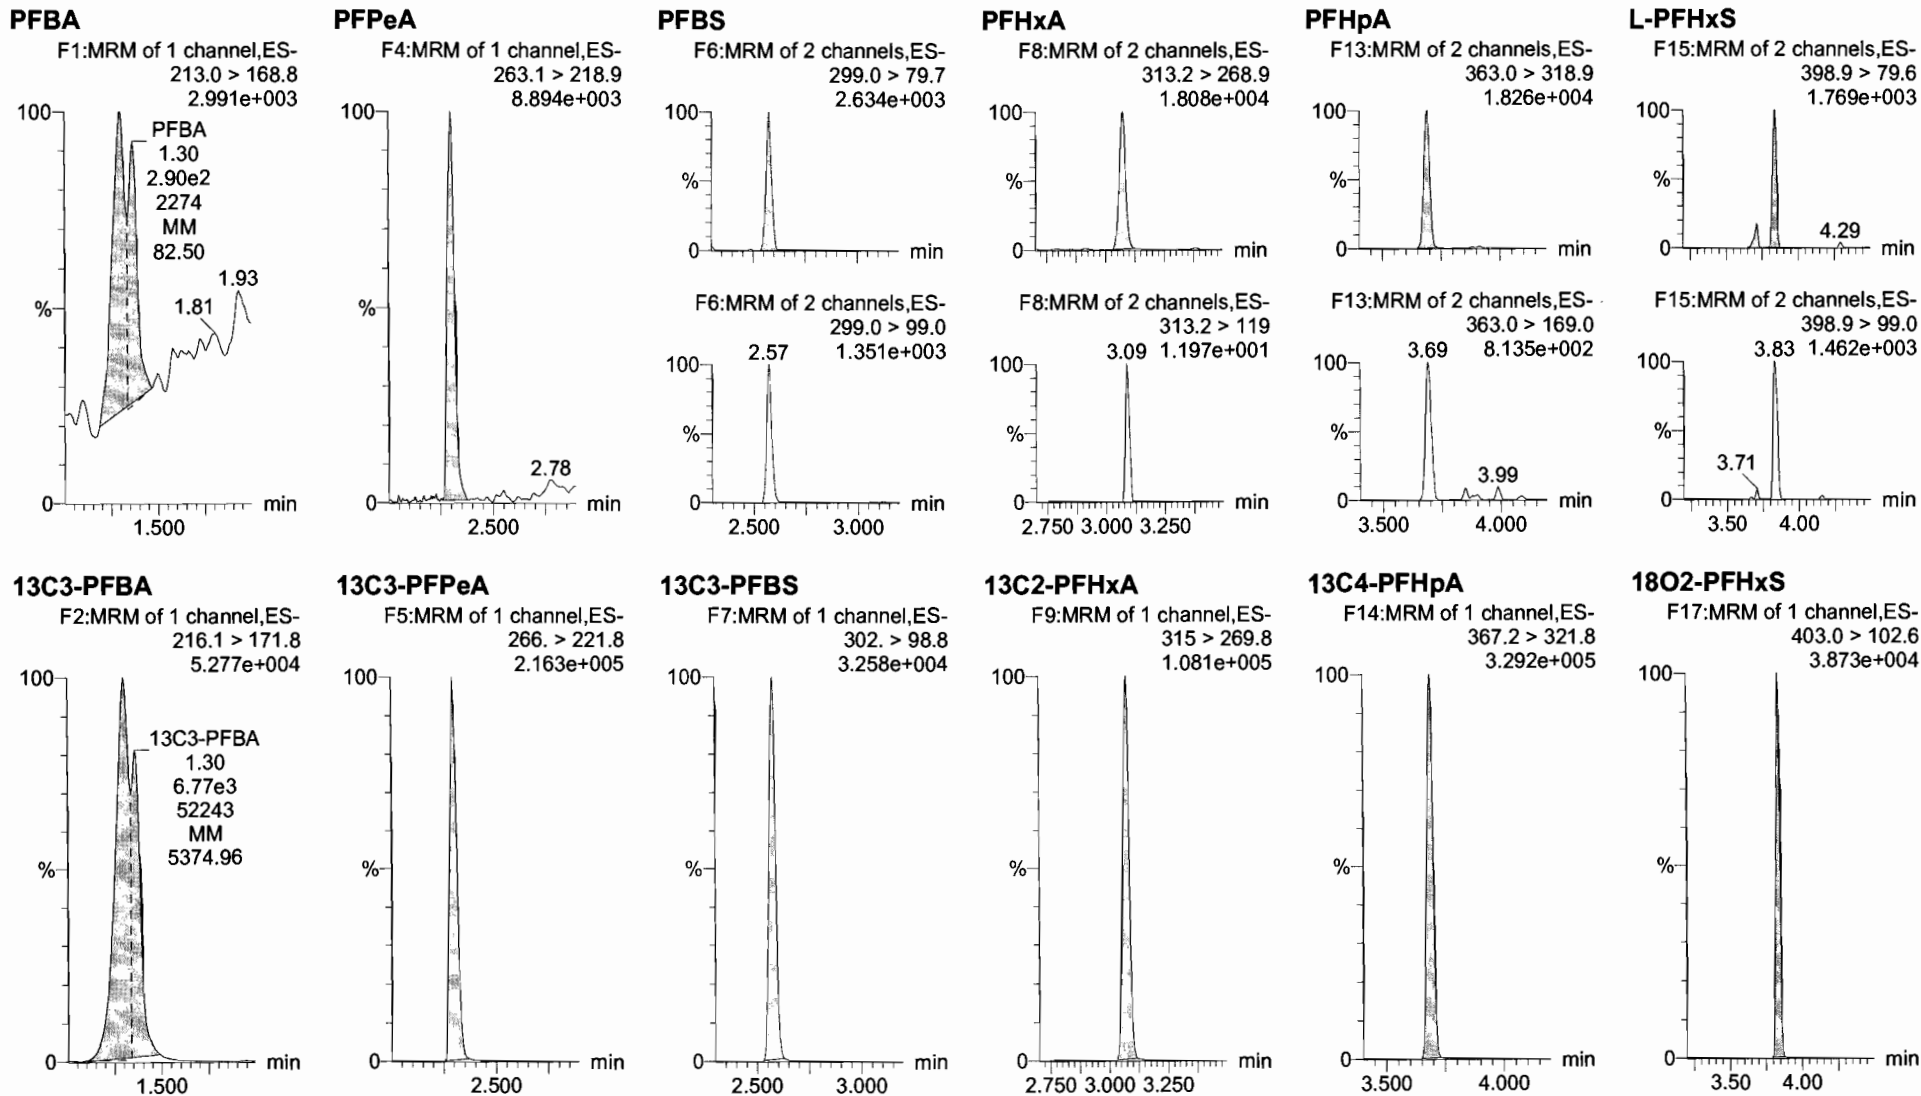 PFBA
F1:MRM of 1 channel,ES-
213.0 > 168.8
2.991e+003
100
PFBA
1.30
2.90e2
2274
MM
82.50
1.93
1.81
%
0
min
1.500
PFPeA
F4:MRM of 1 channel,ES-
263.1 > 218.9
8.894e+003
100
%
2.78
0
min
2.500
PFBS
F6:MRM of 2 channels,ES-
299.0 > 79.7
2.634e+003
100
%
0
min
F6:MRM of 2 channels,ES-
299.0 > 99.0
2.57 1.351e+003
100
%
0
min
2.500 3.000
PFHxA
F8:MRM of 2 channels,ES-
313.2 > 268.9
1.808e+004
100
%
0
min
F8:MRM of 2 channels,ES-
313.2 > 119
3.09 1.197e+001
100
%
0
min
2.750 3.000 3.250
PFHpA
F13:MRM of 2 channels,ES-
363.0 > 318.9
1.826e+004
100
%
0
min
F13:MRM of 2 channels,ES-
363.0 > 169.0
3.69 8.135e+002
100
%
3.99
0
min
3.500 4.000
L-PFHxS
F15:MRM of 2 channels,ES-
398.9 > 79.6
1.769e+003
100
%
4.29
0
min
F15:MRM of 2 channels,ES-
398.9 > 99.0
3.83 1.462e+003
100
%
3.71
0
min
3.50 4.00
13C3-PFBA
F2:MRM of 1 channel,ES-
216.1 > 171.8
5.277e+004
100
13C3-PFBA
1.30
6.77e3
52243
MM
5374.96
%
0
min
1.500
13C3-PFPeA
F5:MRM of 1 channel,ES-
266. > 221.8
2.163e+005
100
%
0
min
2.500
13C3-PFBS
F7:MRM of 1 channel,ES-
302. > 98.8
3.258e+004
100
%
0
min
2.500 3.000
13C2-PFHxA
F9:MRM of 1 channel,ES-
315 > 269.8
1.081e+005
100
%
0
min
2.750 3.000 3.250
13C4-PFHpA
F14:MRM of 1 channel,ES-
367.2 > 321.8
3.292e+005
100
%
0
min
3.500 4.000
18O2-PFHxS
F17:MRM of 1 channel,ES-
403.0 > 102.6
3.873e+004
100
%
0
min
3.50 4.00